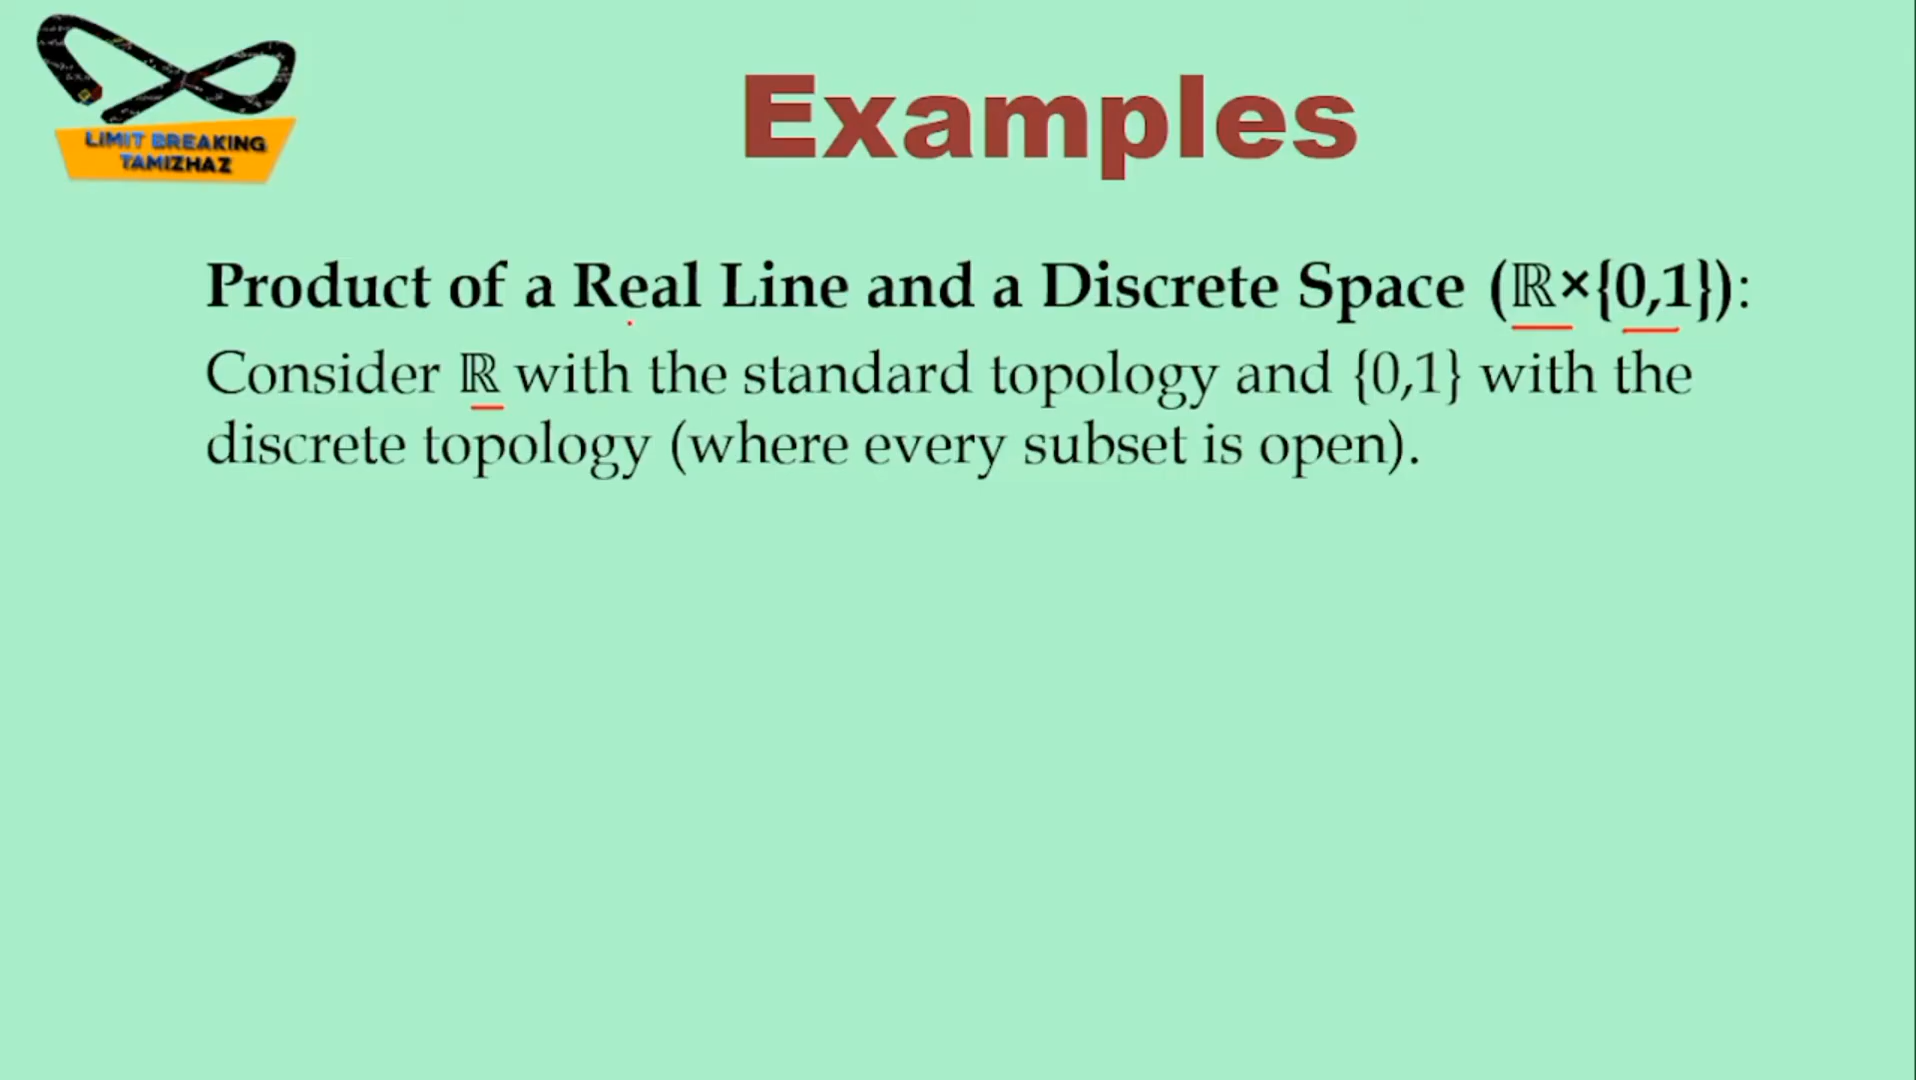 LIMIT BREAKING
TAMIZHAZ
Examples
Product of a Real Line and a Discrete Space (ℝ×{0,1}):
Consider ℝ with the standard topology and {0,1} with the
discrete topology (where every subset is open).